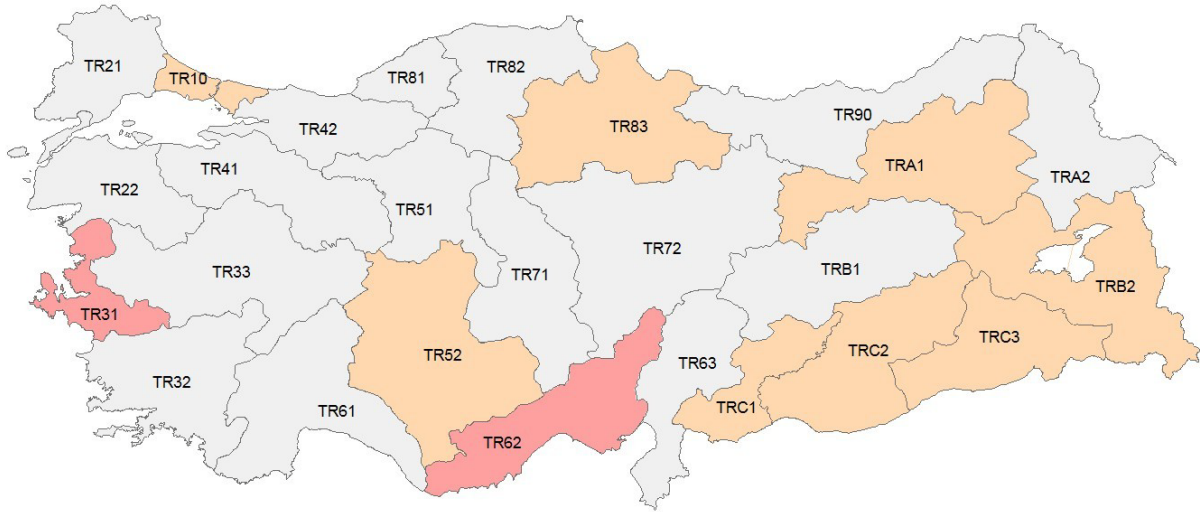 TR21
TR10
TR81
TR82
TR42
TR83
TR90
TR41
TRA1
TR22
TRA2
TR51
TR33
TR72
TR71
TRB1
TRB2
TR31
TR52
TR63
TRC2
TRC3
TR32
TR61
TRC1
TR62